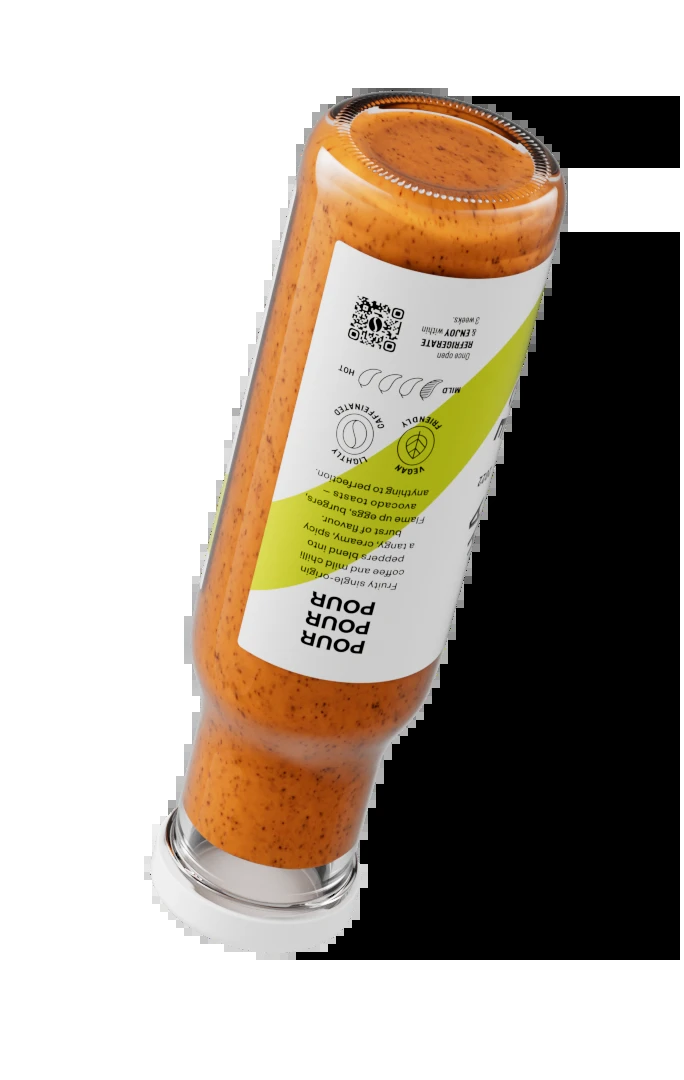 POUR
POUR
POUR
Fruity single-origin
coffee and mild chilli
peppers blend into
a tangy, creamy, spicy
burst of flavour.
Flame up eggs, burgers,
avocado toasts –
anything to perfection.
VEGAN FRIENDLY
LIGHTLY CAFFEINATED
MILD HOT
Once open
REFRIGERATE
& ENJOY within
3 weeks.